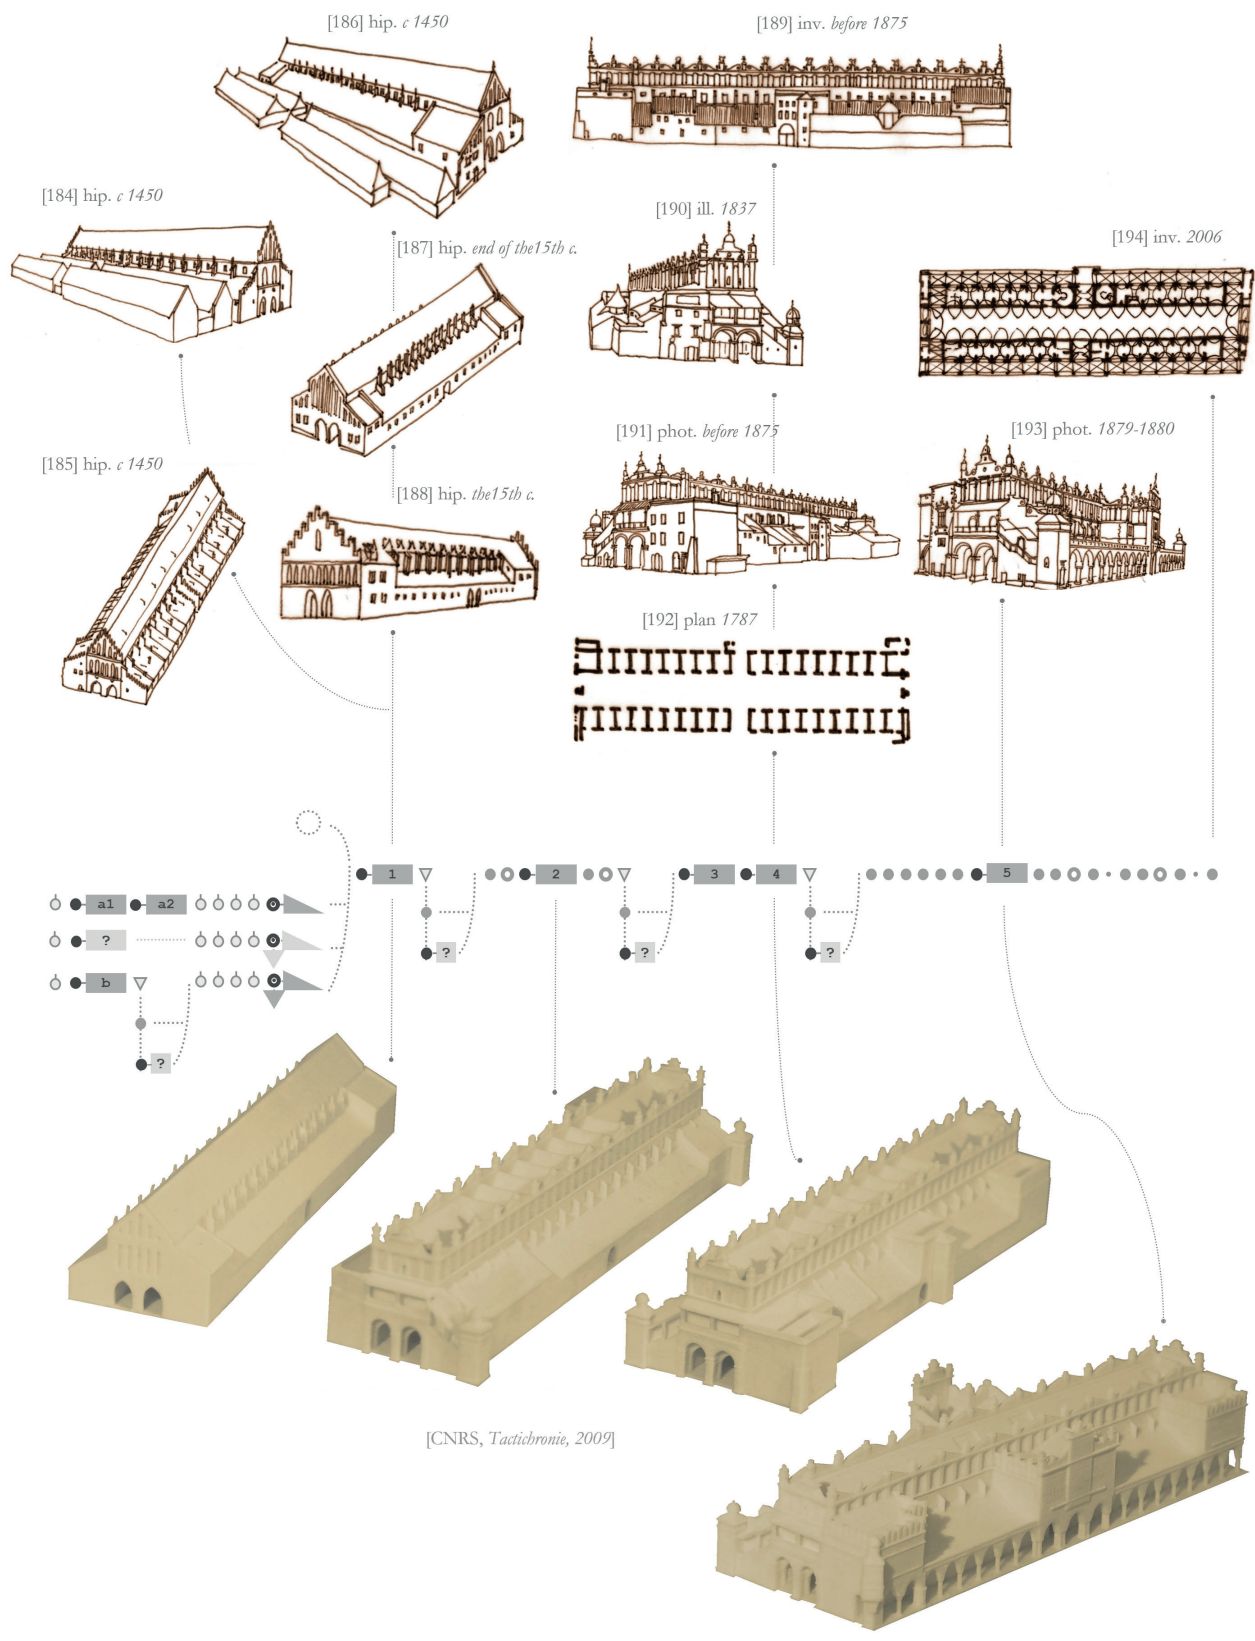 [186] hip. c 1450
[189] inv. before 1875
[184] hip. c 1450
[190] ill. 1837
[187] hip. end of the15th c.
[194] inv. 2006
[185] hip. c 1450
[191] phot. before 1875
[193] phot. 1879-1880
[188] hip. the15th c.
[192] plan 1787
1
2
3
4
5
a1
a2
?
?
?
?
b
?
[CNRS, Tactichronie, 2009]